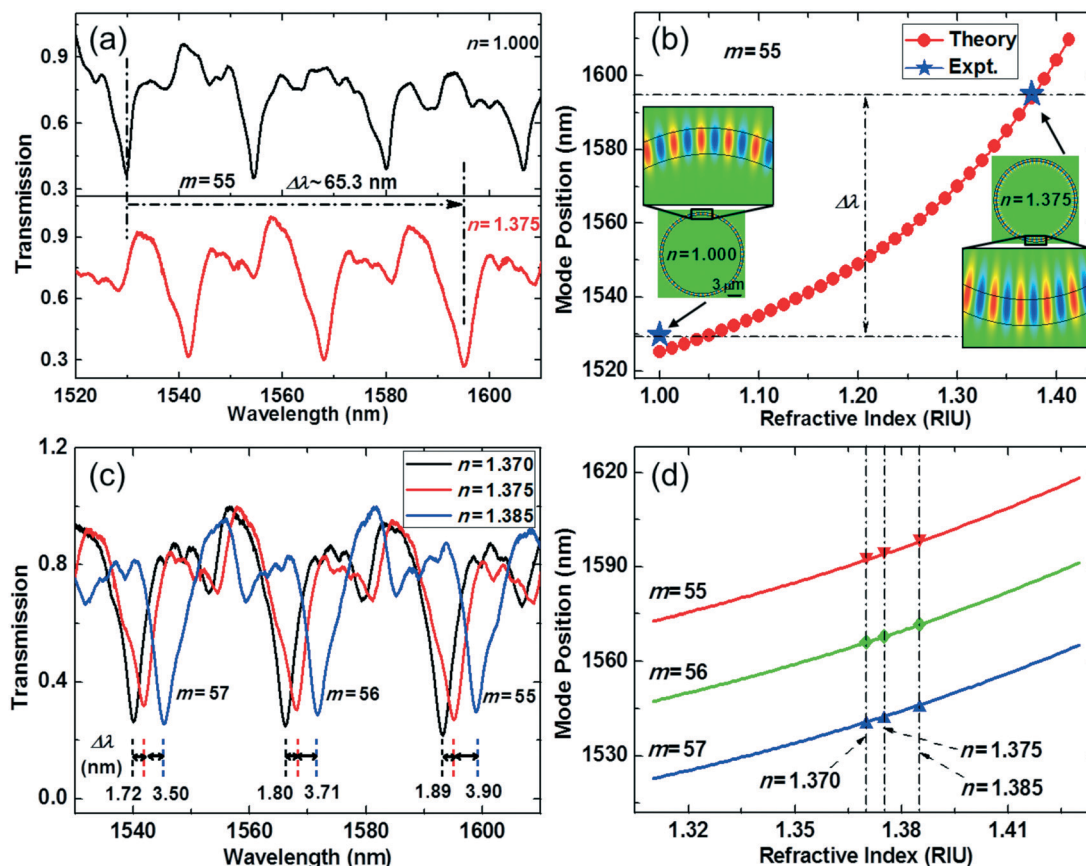 (a)
n=1.000
m=55
Δλ~65.3 nm
n=1.375
Transmission
0.9
0.6
0.3
0.9
0.6
0.3
1520 1540 1560 1580 1600
Wavelength (nm)
(b)
m=55
Theory
Expt.
Δλ
n=1.000
3 μm
n=1.375
Mode Position (nm)
1600
1580
1560
1540
1520
1.00 1.10 1.20 1.30 1.40
Refractive Index (RIU)
(c)
n=1.370
n=1.375
n=1.385
m=57
m=56
m=55
Δλ
(nm)
1.72 3.50 1.80 3.71 1.89 3.90
Transmission
1.2
0.8
0.4
0.0
1540 1560 1580 1600
Wavelength (nm)
(d)
m=55
m=56
m=57
n=1.370
n=1.375
n=1.385
Mode Position (nm)
1620
1590
1560
1530
1.32 1.35 1.38 1.41
Refractive Index (RIU)